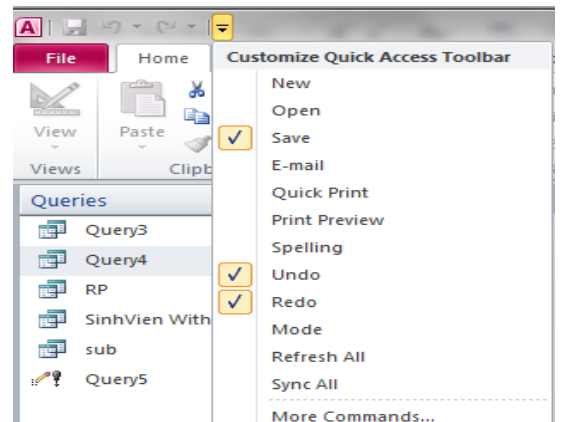 A
File
Home
Customize Quick Access Toolbar
New
Open
Save
E-mail
Quick Print
Print Preview
Spelling
Undo
Redo
Mode
Refresh All
Sync All
More Commands...
View
Paste
Views
Clipb
Queries
Query3
Query4
RP
SinhVien With
sub
Query5